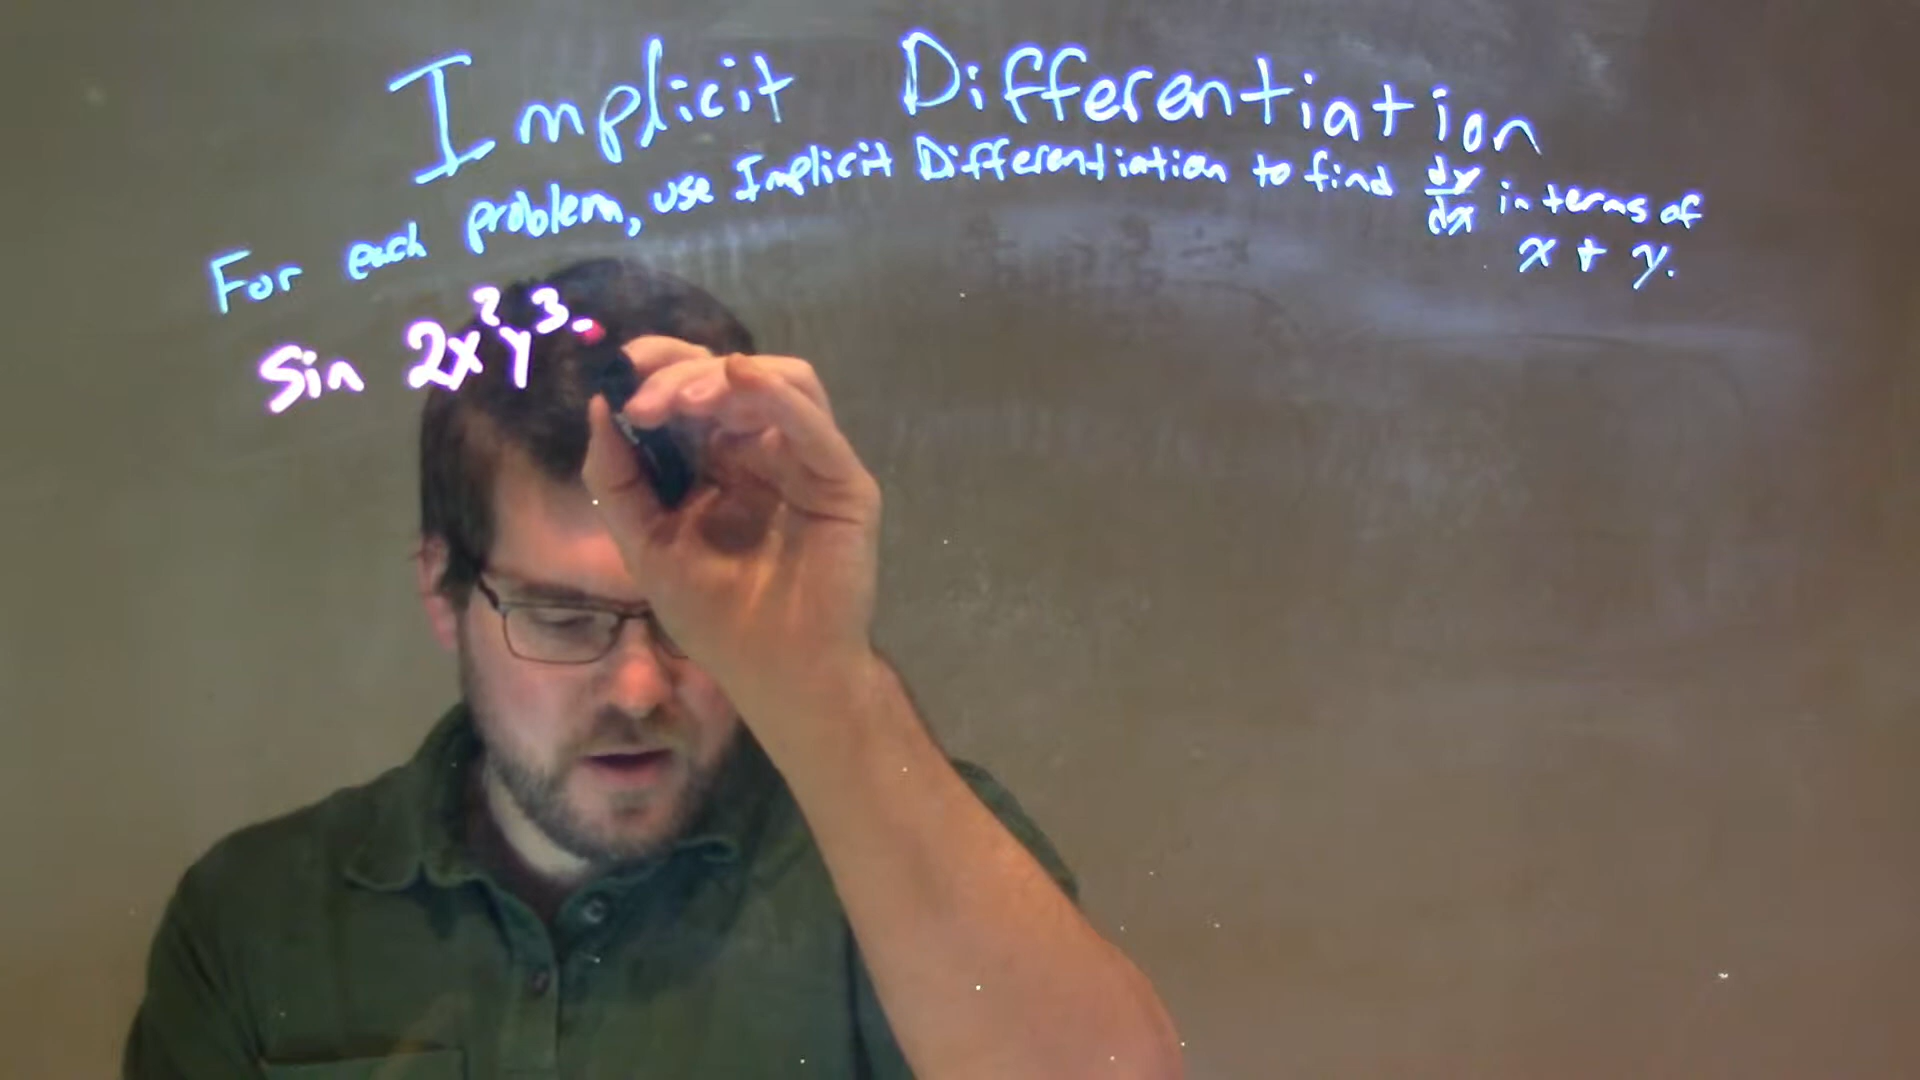 Implicit Differentiation
For each problem, use Implicit Differentiation to find dy/dx in terms of
x + y.
Sin 2x²y³ -